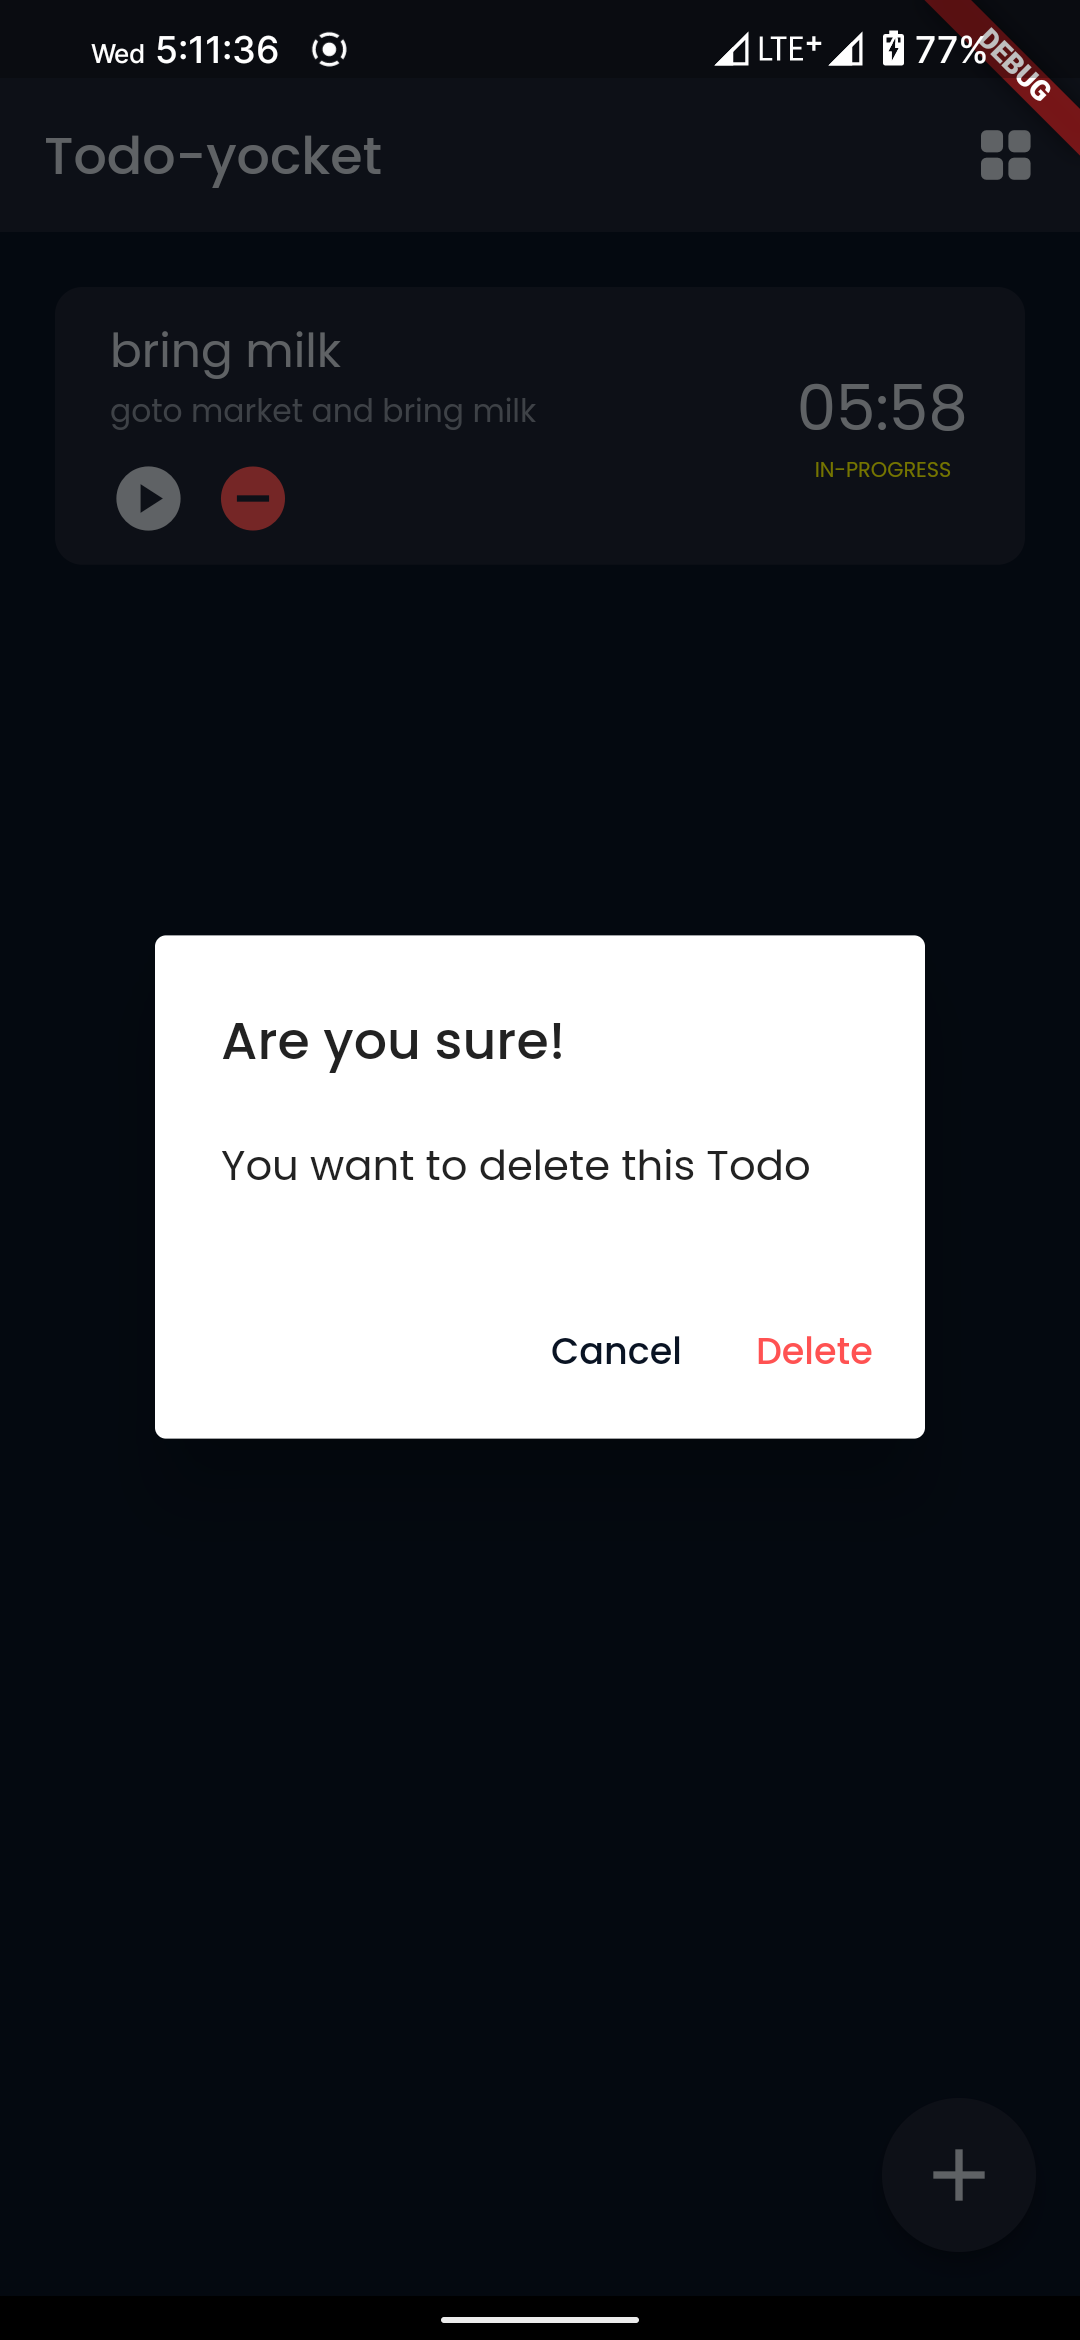 Wed 5:11:36 LTE+ 77%
DEBUG
Todo-yocket
bring milk
goto market and bring milk
05:58
IN-PROGRESS
Are you sure!
You want to delete this Todo
Cancel Delete